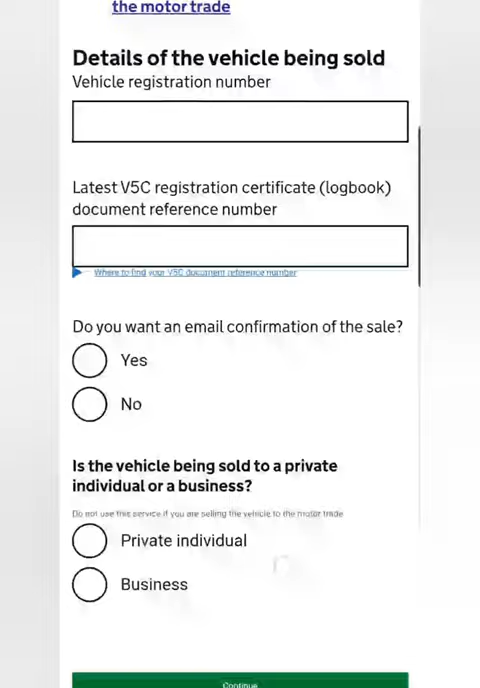 the motor trade
Details of the vehicle being sold
Vehicle registration number
Latest V5C registration certificate (logbook)
document reference number
Where to find your V5C document reference number
Do you want an email confirmation of the sale?
Yes
No
Is the vehicle being sold to a private
individual or a business?
Do not use this service if you are selling the vehicle to the motor trade
Private individual
Business
Continue